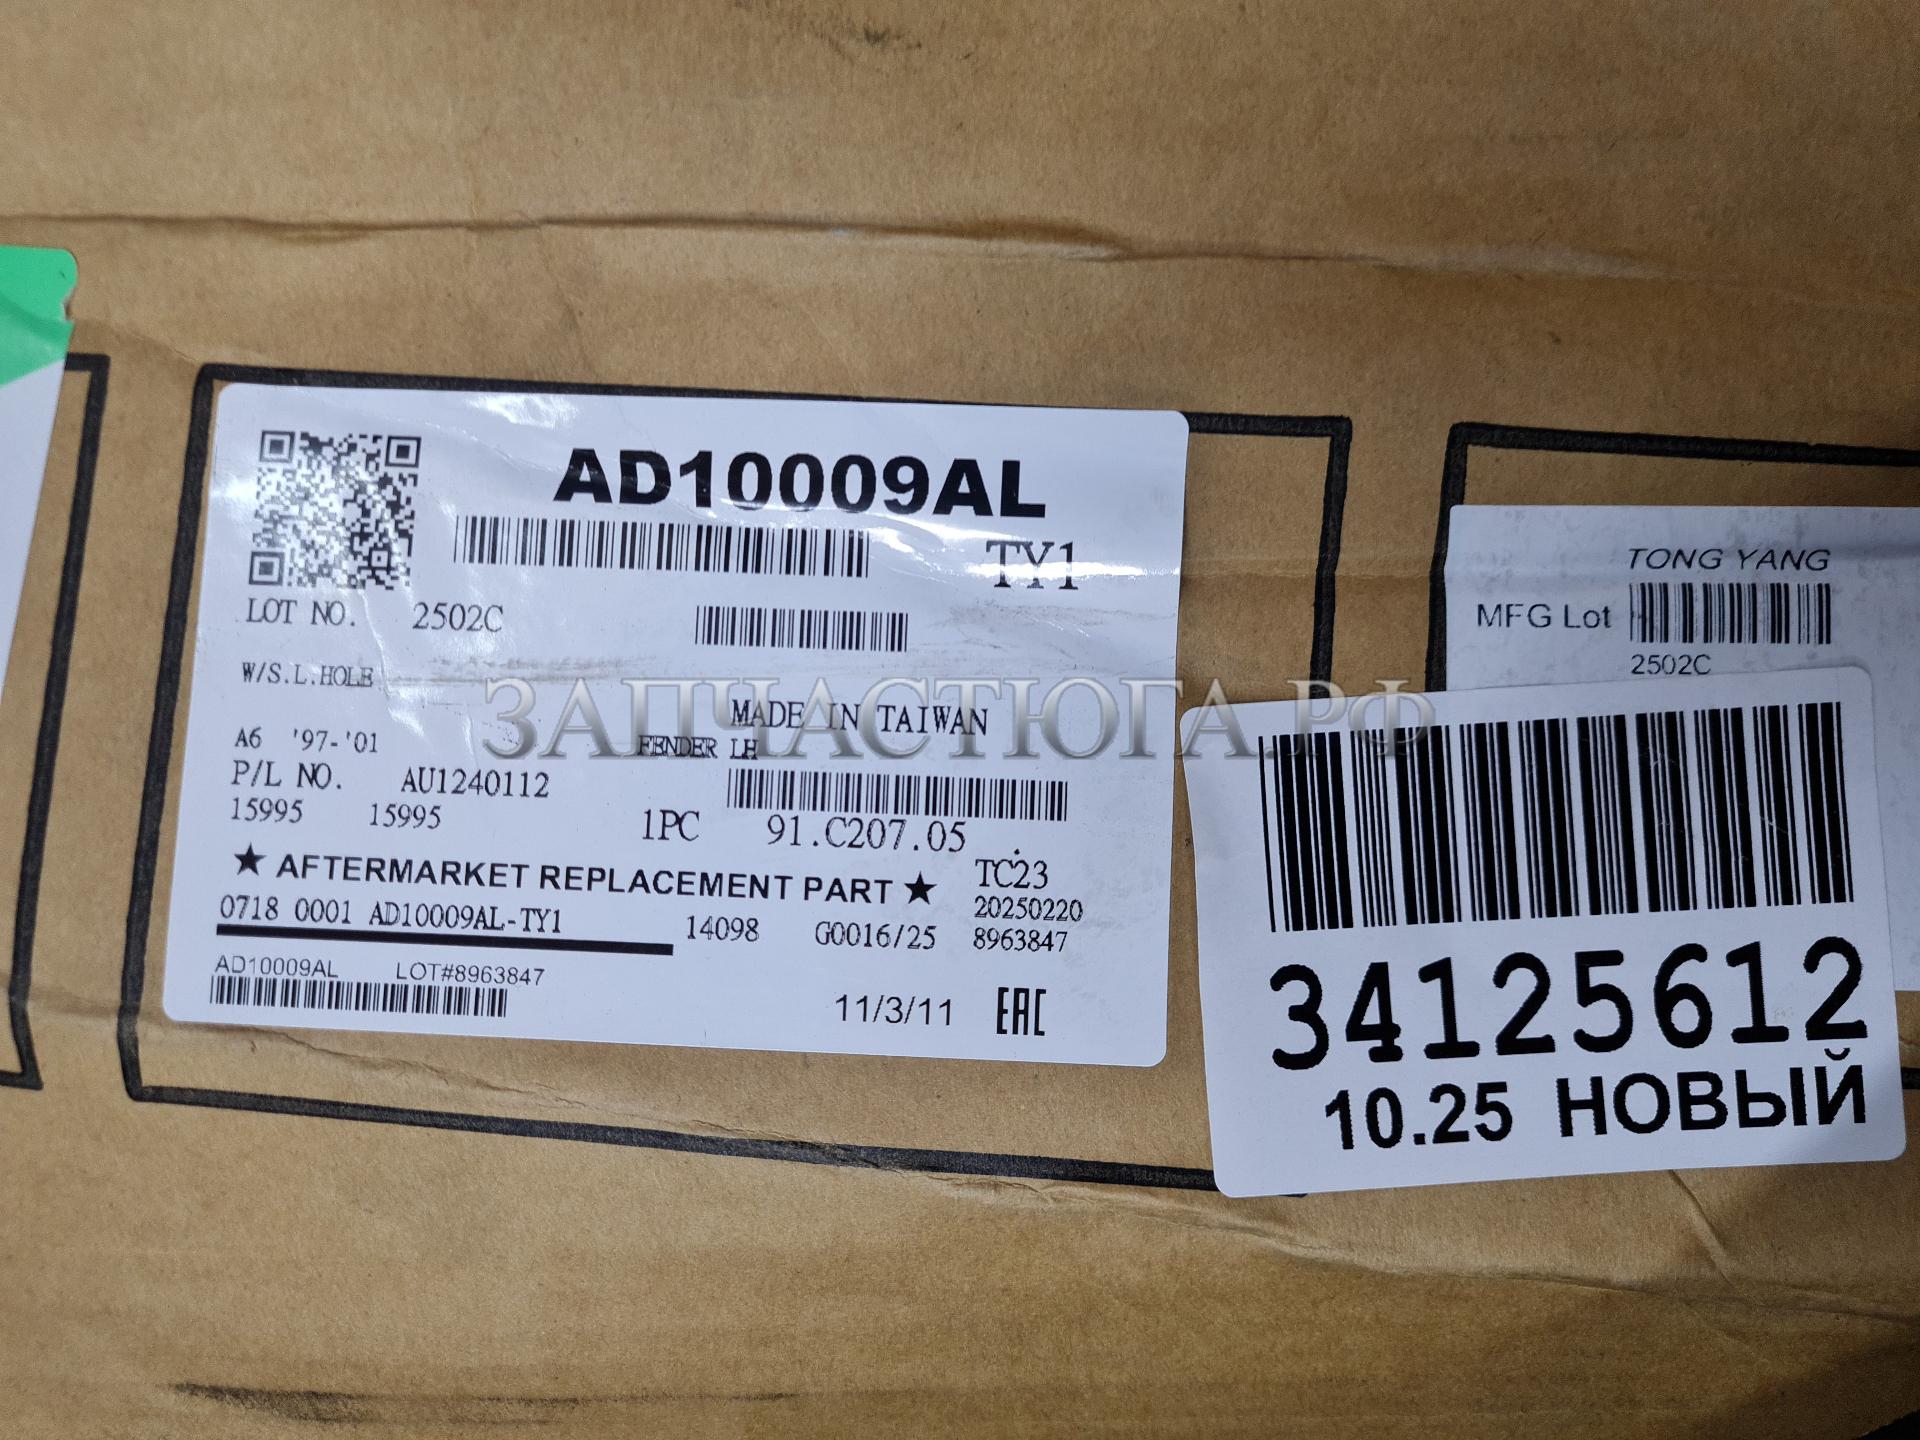 AD10009AL
TY1
LOT NO. 2502C
W/S.L.HOLE
MADE IN TAIWAN
A6 '97-'01 FENDER LH
P/L NO. AU1240112
15995 15995 1PC 91.C207.05
★ AFTERMARKET REPLACEMENT PART ★ TC23
0718 0001 AD10009AL-TY1 14098 G0016/25 20250220
8963847
AD10009AL LOT#8963847
11/3/11 EAC
TONG YANG
MFG Lot
2502C
34125612
10.25 НОВЫЙ
ЗАПЧАСТЮГА.РФ